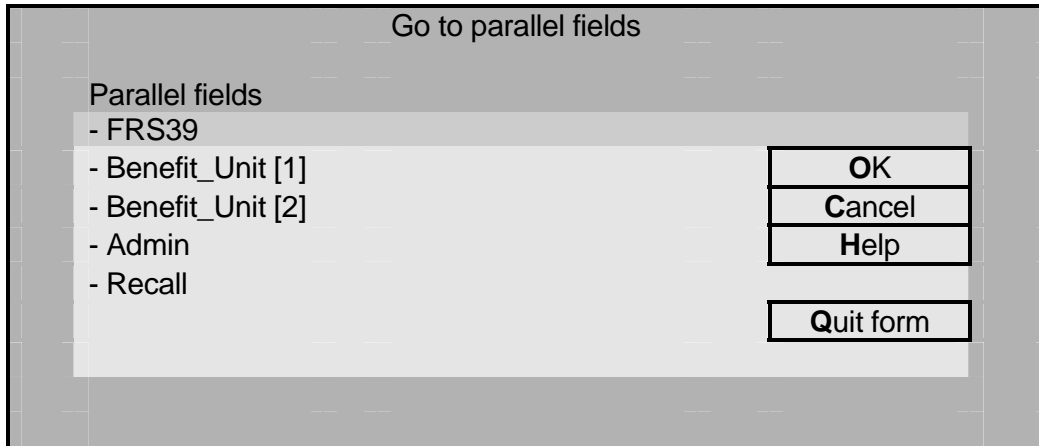 Go to parallel fields
Parallel fields
- FRS39
- Benefit_Unit [1]
- Benefit_Unit [2]
- Admin
- Recall
OK
Cancel
Help
Quit form